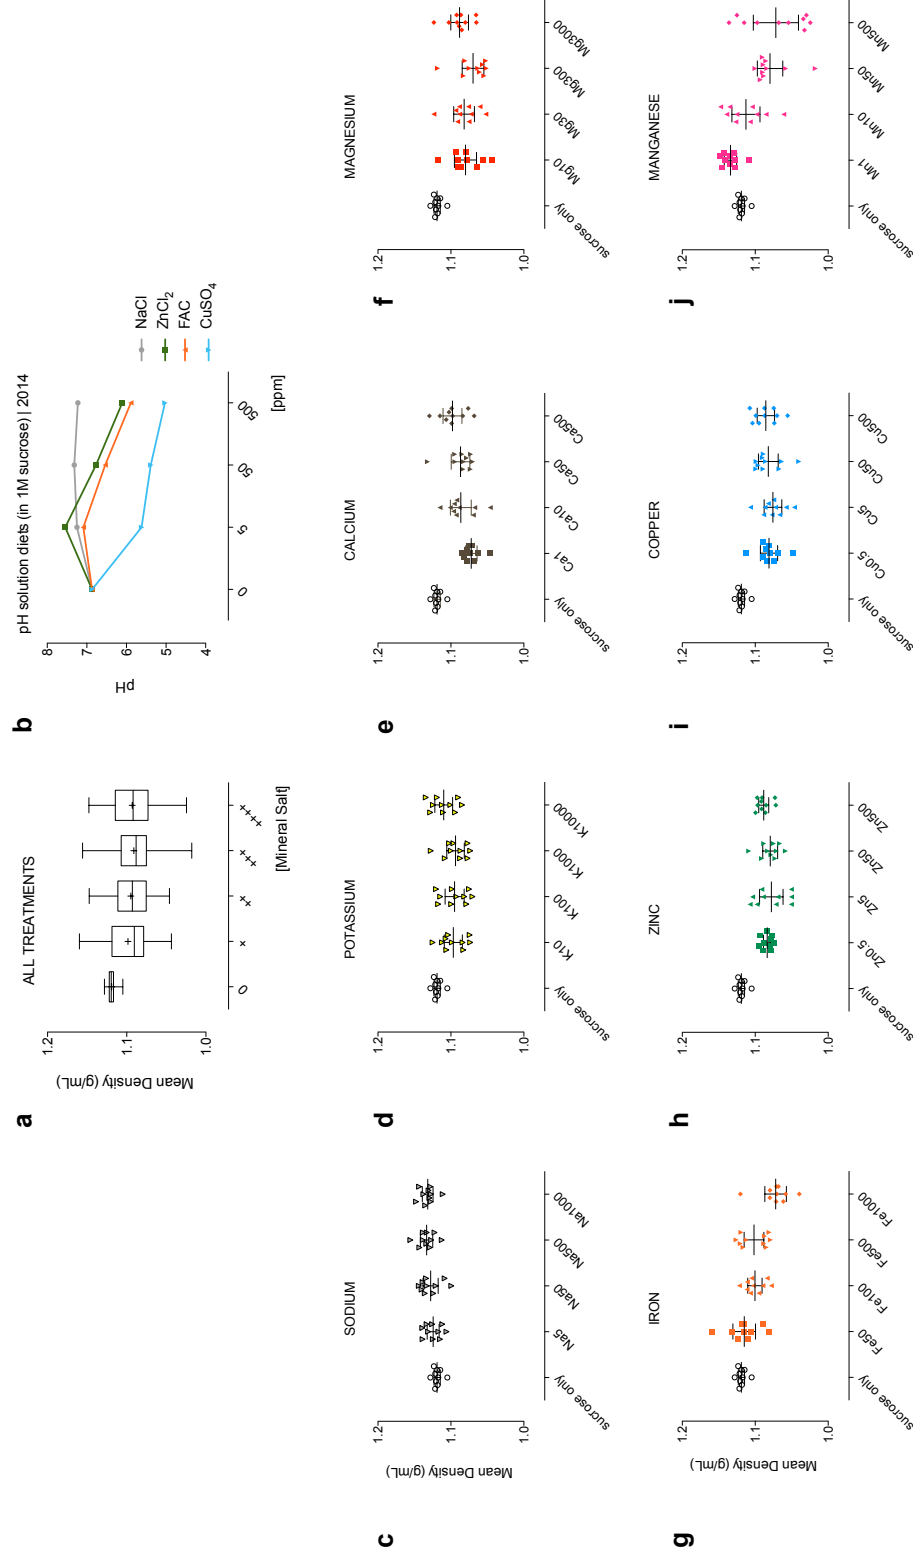 a
ALL TREATMENTS
Mean Density (g/mL)
1.2
1.1
1.0
0
+
++
+++
++++
[Mineral Salt]
b
pH solution diets (in 1M sucrose) | 2014
pH
8
7
6
5
4
0
5
50
500
[ppm]
NaCl
ZnCl2
FAC
CuSO4
c
SODIUM
Mean Density (g/mL)
1.2
1.1
1.0
sucrose only
Na5
Na50
Na500
Na1000
d
POTASSIUM
1.2
1.1
1.0
sucrose only
K10
K100
K1000
K10000
e
CALCIUM
1.2
1.1
1.0
sucrose only
Ca1
Ca10
Ca50
Ca500
f
MAGNESIUM
1.2
1.1
1.0
sucrose only
Mg10
Mg30
Mg300
Mg3000
g
IRON
Mean Density (g/mL)
1.2
1.1
1.0
sucrose only
Fe50
Fe100
Fe500
Fe1000
h
ZINC
1.2
1.1
1.0
sucrose only
Zn0.5
Zn5
Zn50
Zn500
i
COPPER
1.2
1.1
1.0
sucrose only
Cu0.5
Cu5
Cu50
Cu500
j
MANGANESE
1.2
1.1
1.0
sucrose only
Mn1
Mn10
Mn50
Mn500